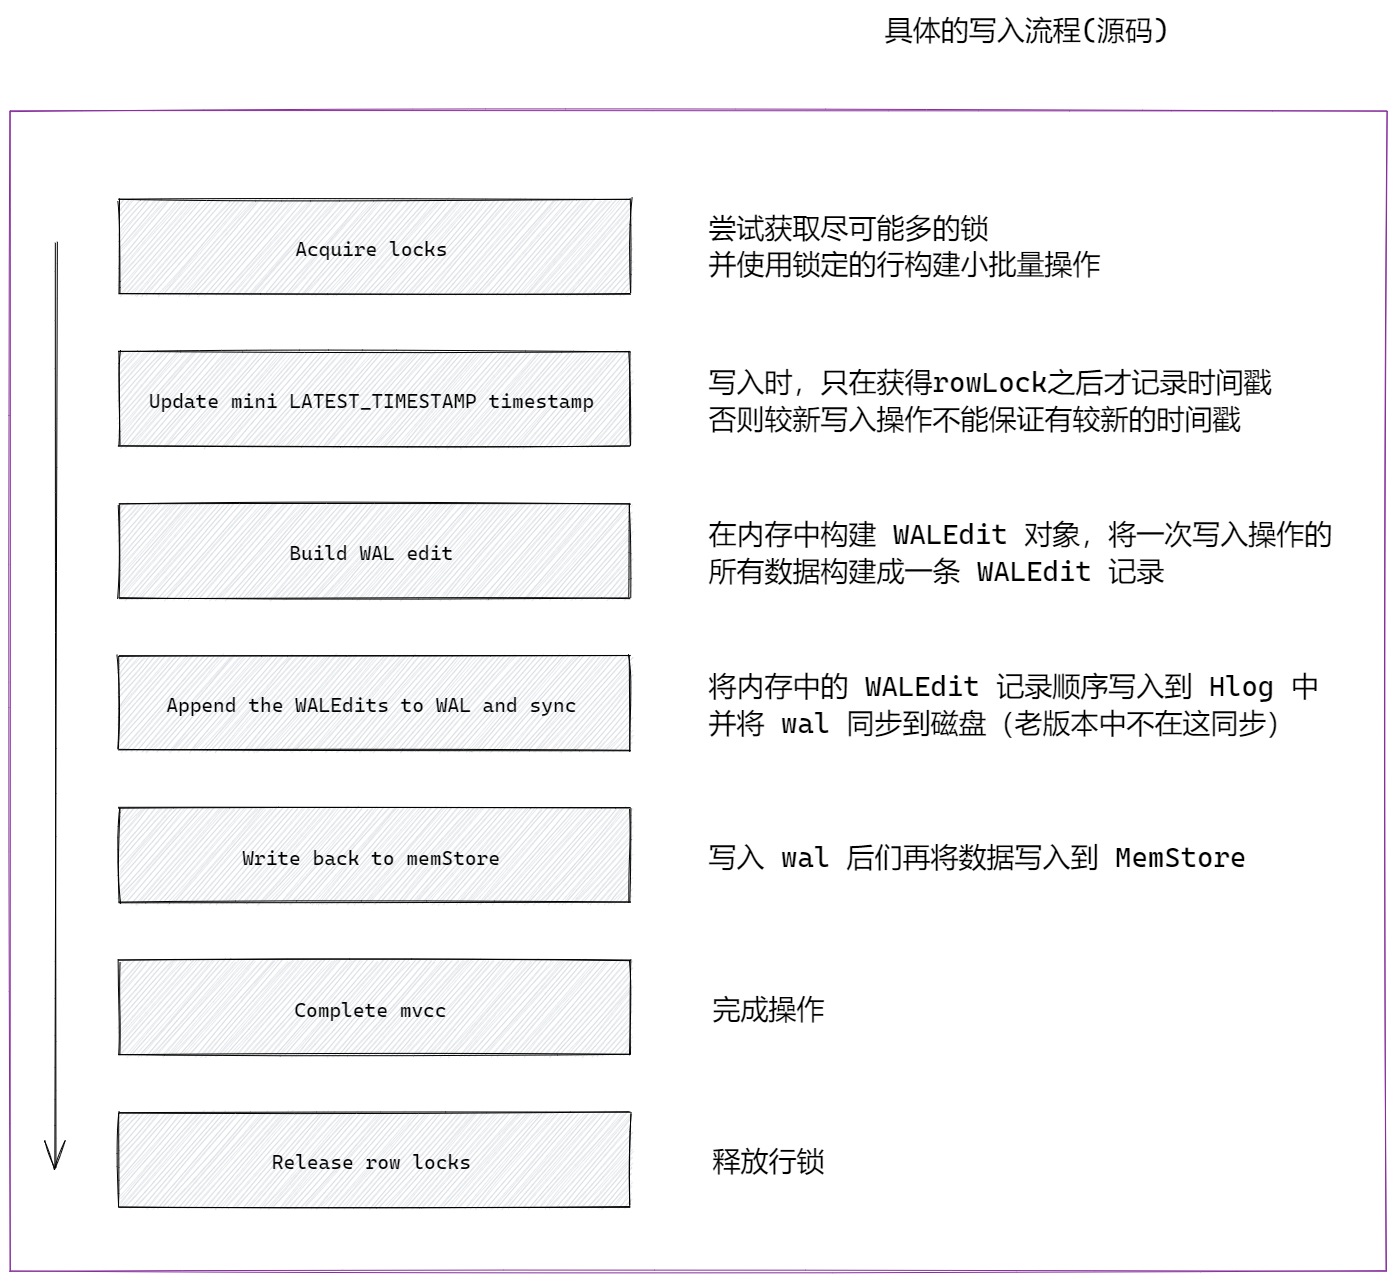 具体的写入流程(源码)
Acquire locks
尝试获取尽可能多的锁
并使用锁定的行构建小批量操作
Update mini LATEST_TIMESTAMP timestamp
写入时，只在获得rowLock之后才记录时间戳
否则较新写入操作不能保证有较新的时间戳
Build WAL edit
在内存中构建 WALEdit 对象，将一次写入操作的
所有数据构建成一条 WALEdit 记录
Append the WALEdits to WAL and sync
将内存中的 WALEdit 记录顺序写入到 Hlog 中
并将 wal 同步到磁盘（老版本中不在这同步）
Write back to memStore
写入 wal 后们再将数据写入到 MemStore
Complete mvcc
完成操作
Release row locks
释放行锁